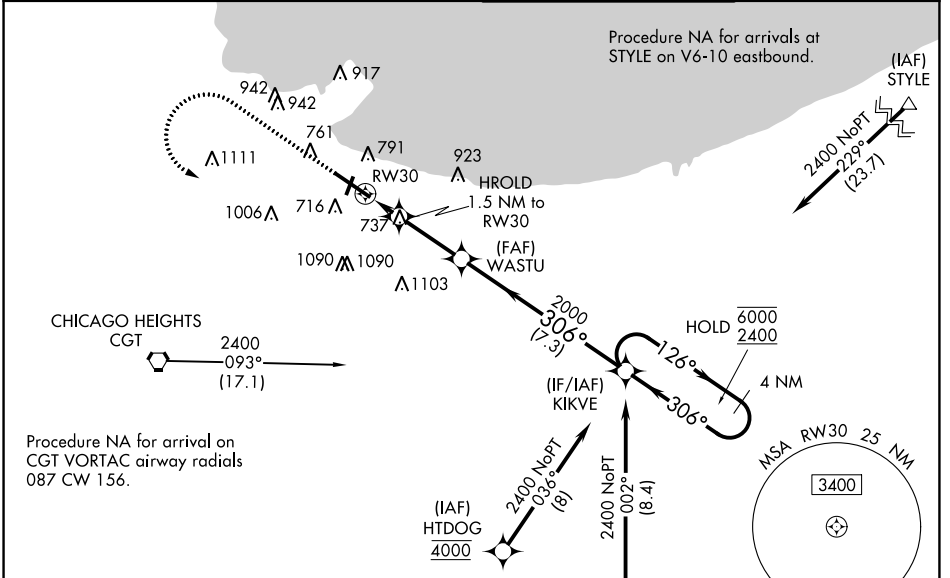 Procedure NA for arrivals at
STYLE on V6-10 eastbound.
(IAF)
STYLE
2400 NoPT
229°
(23.7)
917
942
942
761
791
1111
RW30
923
HROLD
1.5 NM to
RW30
1006
716
737
(FAF)
WASTU
1090
1090
1103
CHICAGO HEIGHTS
CGT
2400
093°
(17.1)
2000
306°
(7.3)
HOLD
6000
2400
126°
4 NM
306°
(IF/IAF)
KIKVE
Procedure NA for arrival on
CGT VORTAC airway radials
087 CW 156.
2400 NoPT
036°
(8)
(IAF)
HTDOG
4000
2400 NoPT
002°
(8.4)
MSA RW30 25 NM
3400